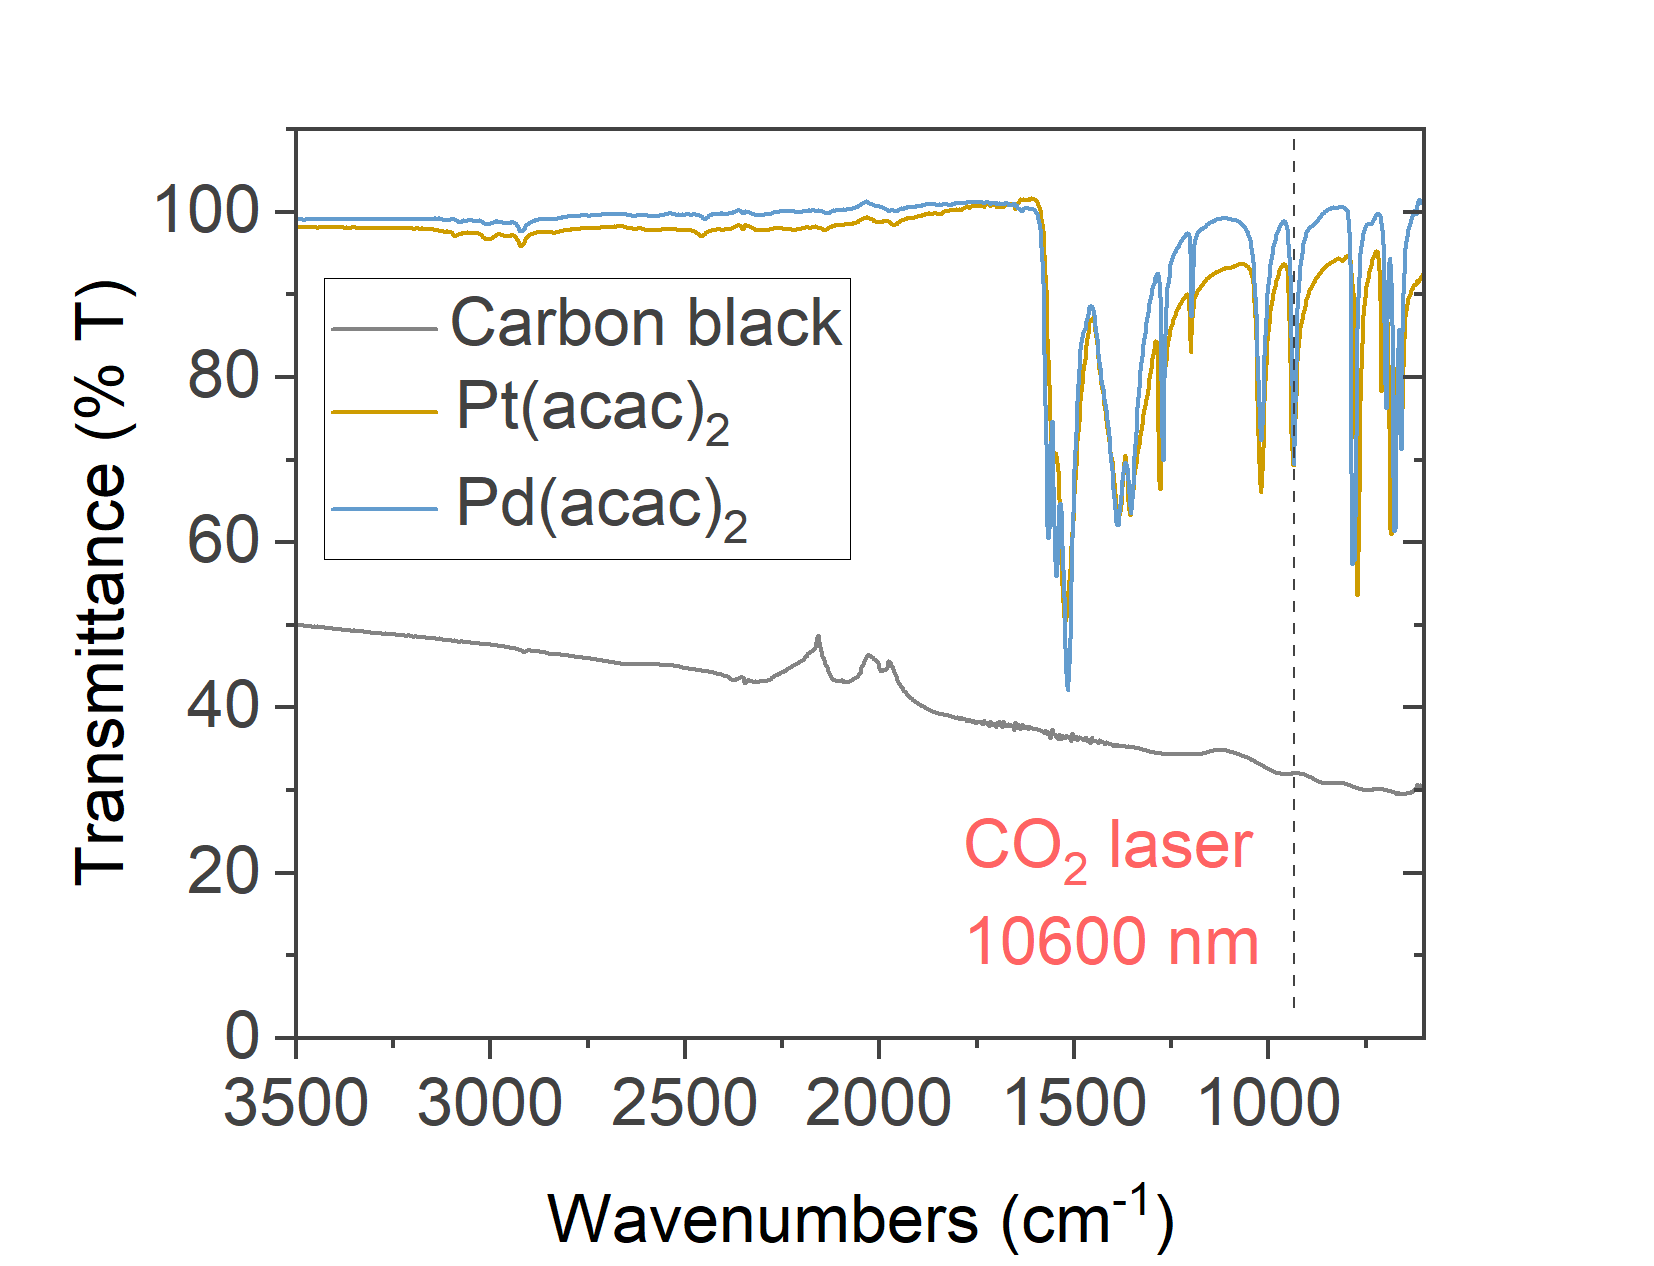 Transmittance (% T)
100
80
60
40
20
0
Carbon black
Pt(acac)₂
Pd(acac)₂
CO₂ laser
10600 nm
3500 3000 2500 2000 1500 1000
Wavenumbers (cm⁻¹)